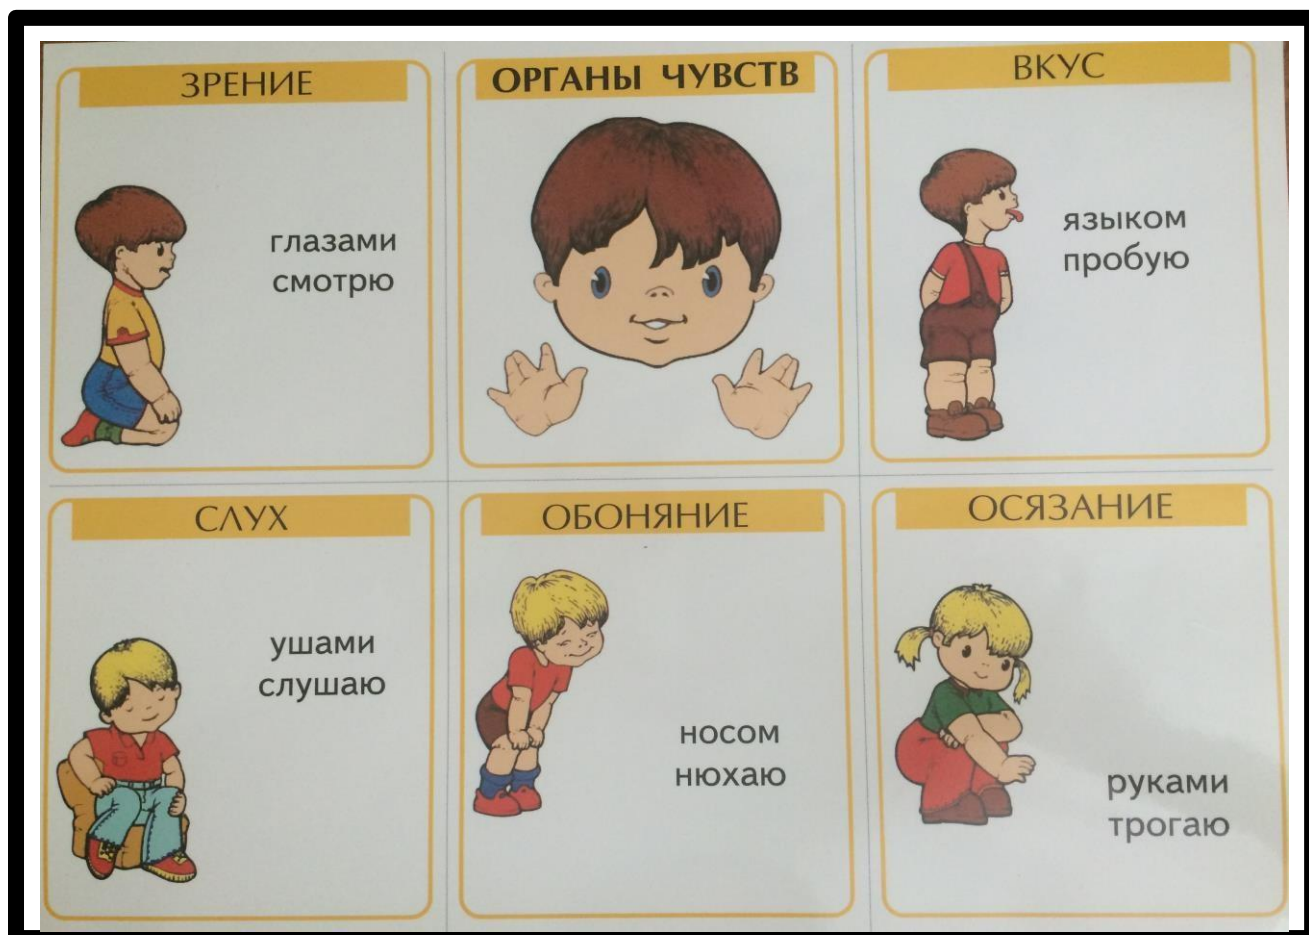 ЗРЕНИЕ
глазами
смотрю
ОРГАНЫ ЧУВСТВ
ВКУС
языком
пробую
СЛУХ
ушами
слушаю
ОБОНЯНИЕ
носом
нюхаю
ОСЯЗАНИЕ
руками
трогаю